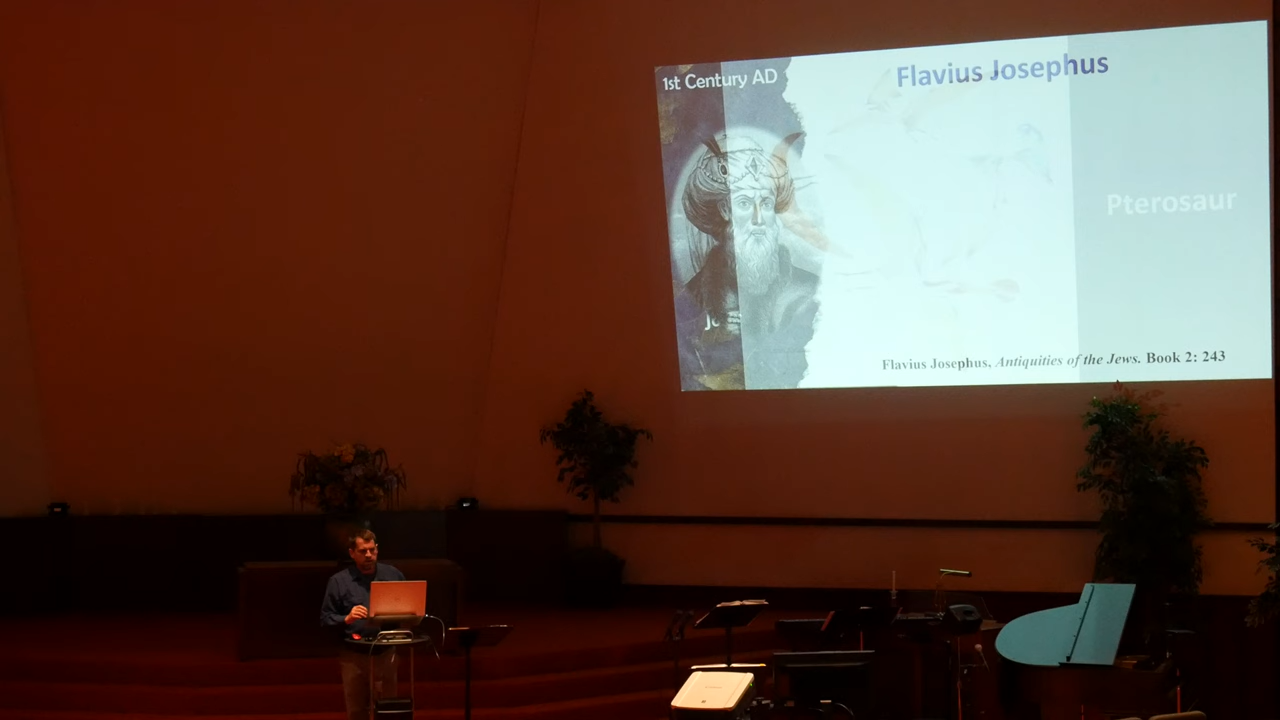 1st Century AD
Flavius Josephus
Pterosaur
Flavius Josephus, Antiquities of the Jews. Book 2: 243